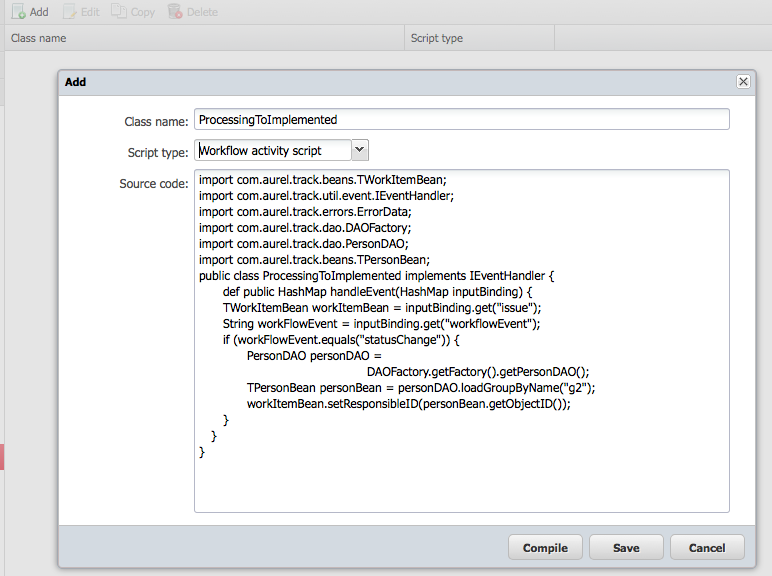 Add Edit Copy Delete
Class name Script type
Add
Class name: ProcessingToImplemented
Script type: Workflow activity script
Source code: import com.aurel.track.beans.TWorkItemBean;
import com.aurel.track.util.event.IEventHandler;
import com.aurel.track.errors.ErrorData;
import com.aurel.track.dao.DAOFactory;
import com.aurel.track.dao.PersonDAO;
import com.aurel.track.beans.TPersonBean;
public class ProcessingToImplemented implements IEventHandler {
def public HashMap handleEvent(HashMap inputBinding) {
TWorkItemBean workItemBean = inputBinding.get("issue");
String workFlowEvent = inputBinding.get("workflowEvent");
if (workFlowEvent.equals("statusChange")) {
PersonDAO personDAO =
DAOFactory.getFactory().getPersonDAO();
TPersonBean personBean = personDAO.loadGroupByName("g2");
workItemBean.setResponsibleID(personBean.getObjectID());
}
}
}
Compile Save Cancel